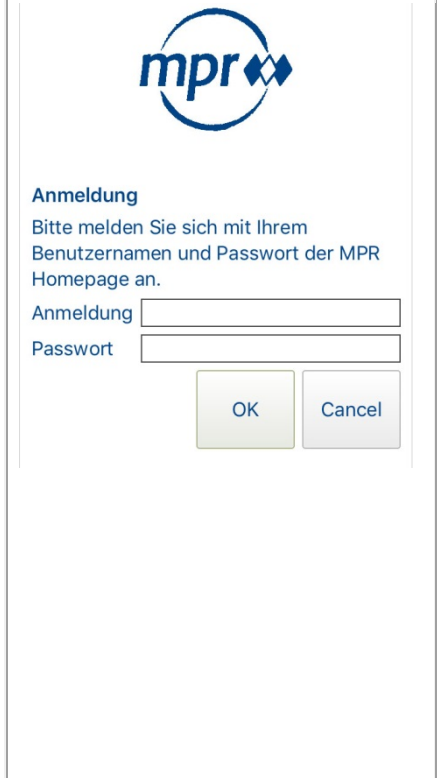 mpr
Anmeldung
Bitte melden Sie sich mit Ihrem
Benutzernamen und Passwort der MPR
Homepage an.
Anmeldung
Passwort
OK Cancel